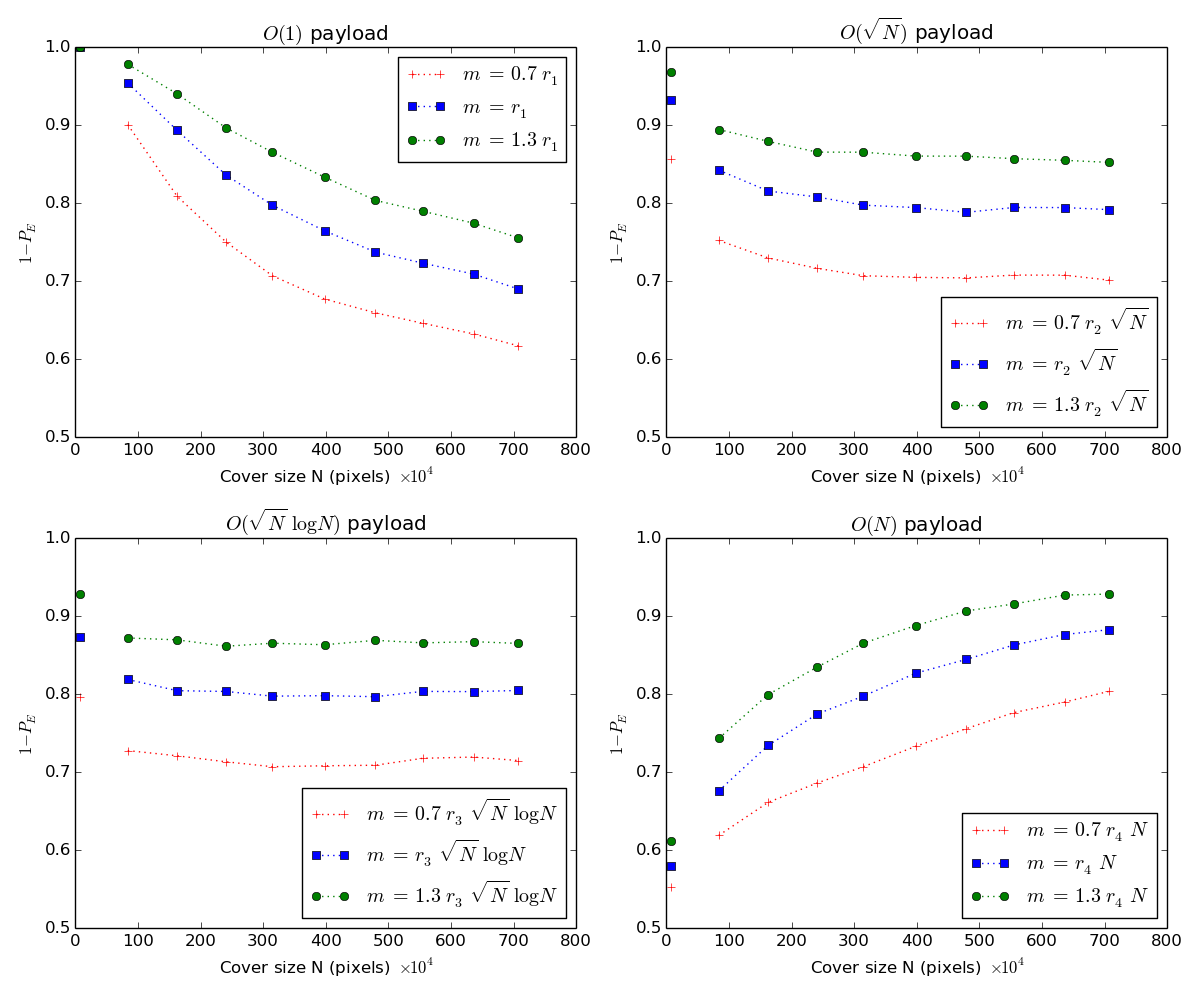 O(1) payload
1.0
0.9
0.8
0.7
0.6
0.5
1−P_E
0 100 200 300 400 500 600 700 800
Cover size N (pixels) ×10^4
m = 0.7 r_1
m = r_1
m = 1.3 r_1
O(√N) payload
1.0
0.9
0.8
0.7
0.6
0.5
1−P_E
0 100 200 300 400 500 600 700 800
Cover size N (pixels) ×10^4
m = 0.7 r_2 √N
m = r_2 √N
m = 1.3 r_2 √N
O(√N logN) payload
1.0
0.9
0.8
0.7
0.6
0.5
1−P_E
0 100 200 300 400 500 600 700 800
Cover size N (pixels) ×10^4
m = 0.7 r_3 √N logN
m = r_3 √N logN
m = 1.3 r_3 √N logN
O(N) payload
1.0
0.9
0.8
0.7
0.6
0.5
1−P_E
0 100 200 300 400 500 600 700 800
Cover size N (pixels) ×10^4
m = 0.7 r_4 N
m = r_4 N
m = 1.3 r_4 N